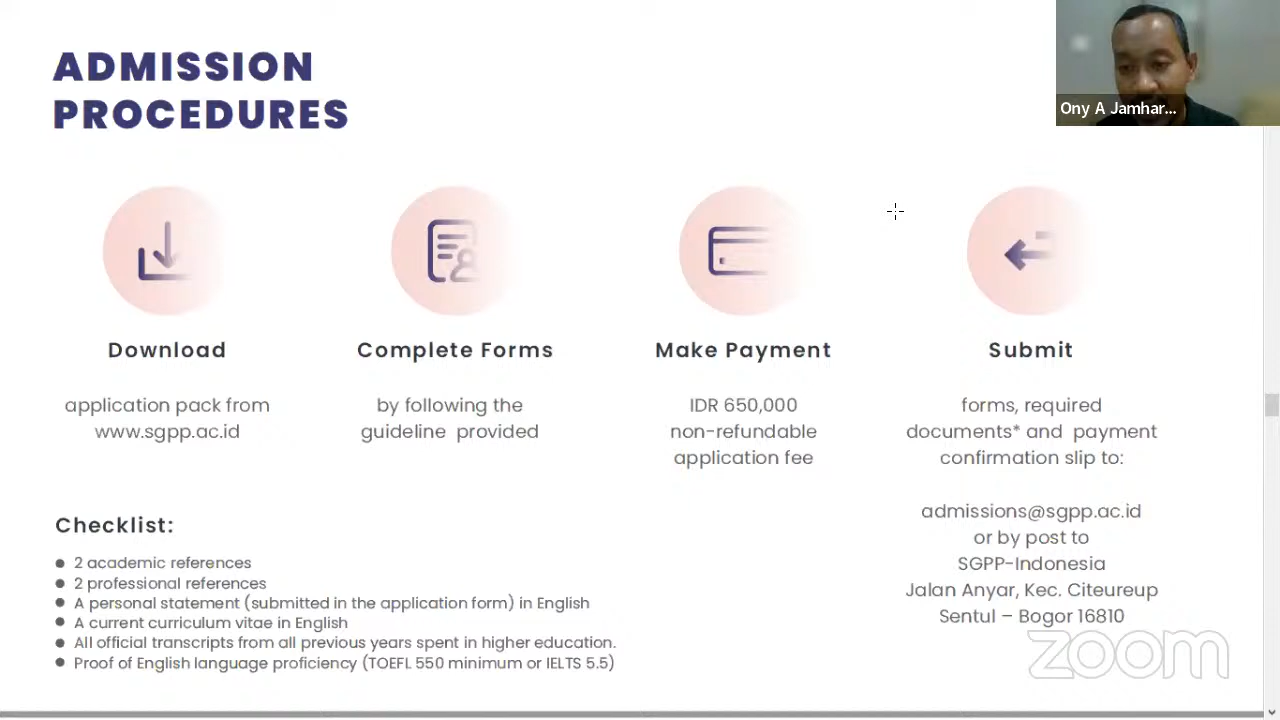 ADMISSION
PROCEDURES
Ony A Jamhar...
Download
application pack from
www.sgpp.ac.id
Complete Forms
by following the
guideline provided
Make Payment
IDR 650,000
non-refundable
application fee
Submit
forms, required
documents* and payment
confirmation slip to:
admissions@sgpp.ac.id
or by post to
SGPP-Indonesia
Jalan Anyar, Kec. Citeureup
Sentul – Bogor 16810
Checklist:
2 academic references
2 professional references
A personal statement (submitted in the application form) in English
A current curriculum vitae in English
All official transcripts from all previous years spent in higher education.
Proof of English language proficiency (TOEFL 550 minimum or IELTS 5.5)
zoom